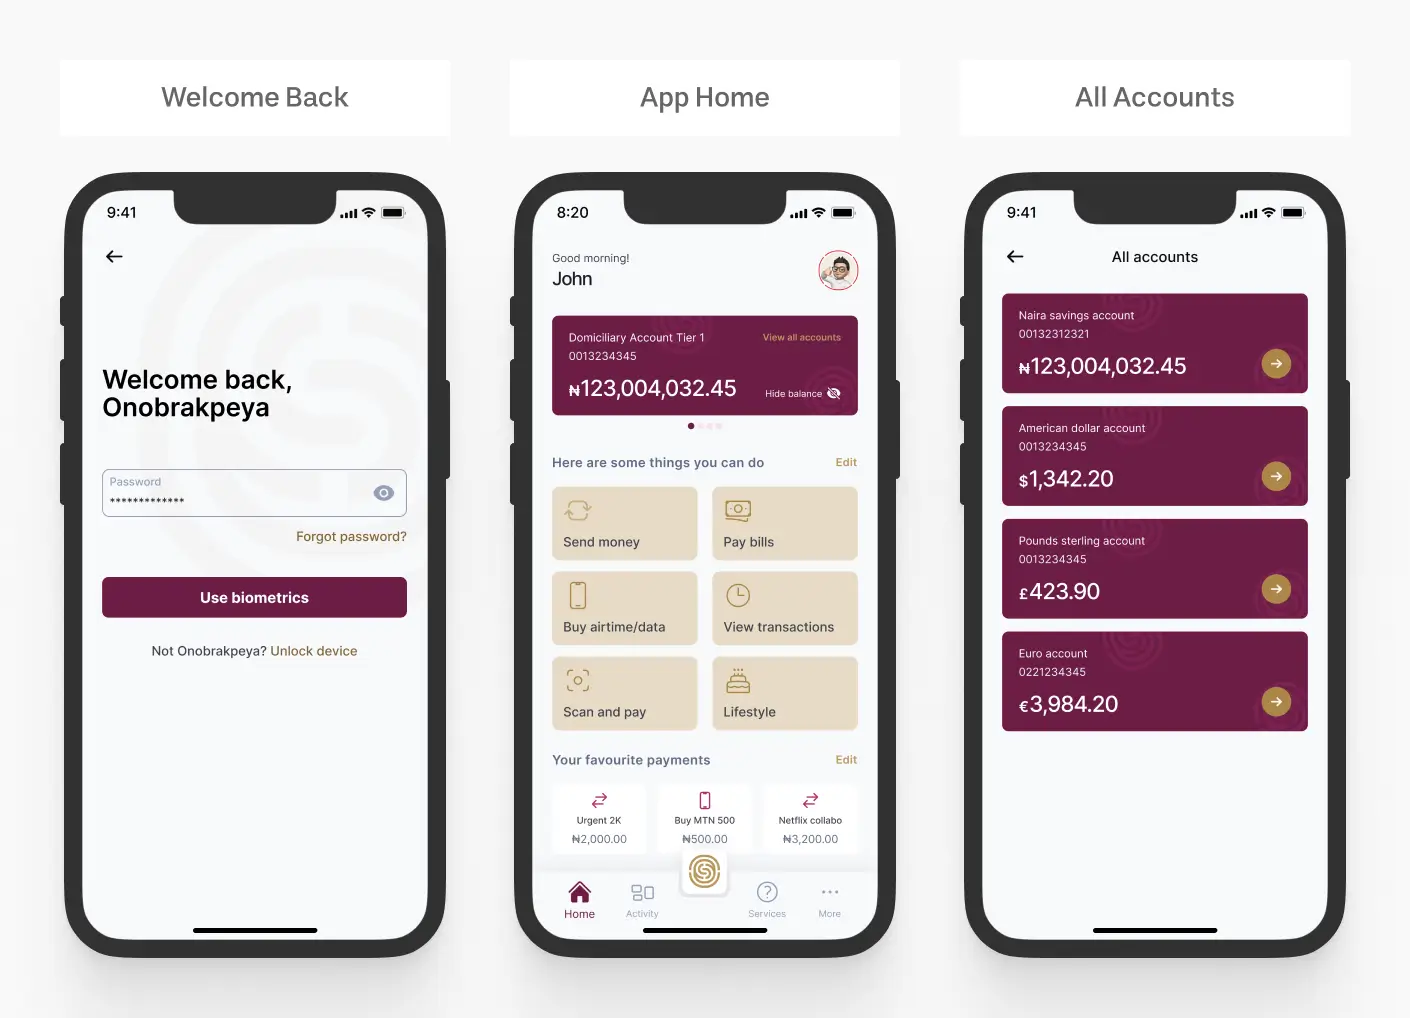 Welcome Back
9:41
Welcome back,
Onobrakpeya
Password
*************
Forgot password?
Use biometrics
Not Onobrakpeya? Unlock device
App Home
8:20
Good morning!
John
Domiciliary Account Tier 1
View all accounts
0013234345
₦123,004,032.45
Hide balance
Here are some things you can do
Edit
Send money
Pay bills
Buy airtime/data
View transactions
Scan and pay
Lifestyle
Your favourite payments
Edit
Urgent 2K
₦2,000.00
Buy MTN 500
₦500.00
Netflix collabo
₦3,200.00
Home
Activity
Services
More
All Accounts
9:41
All accounts
Naira savings account
00132312321
₦123,004,032.45
American dollar account
0013234345
$1,342.20
Pounds sterling account
0013234345
£423.90
Euro account
0221234345
€3,984.20